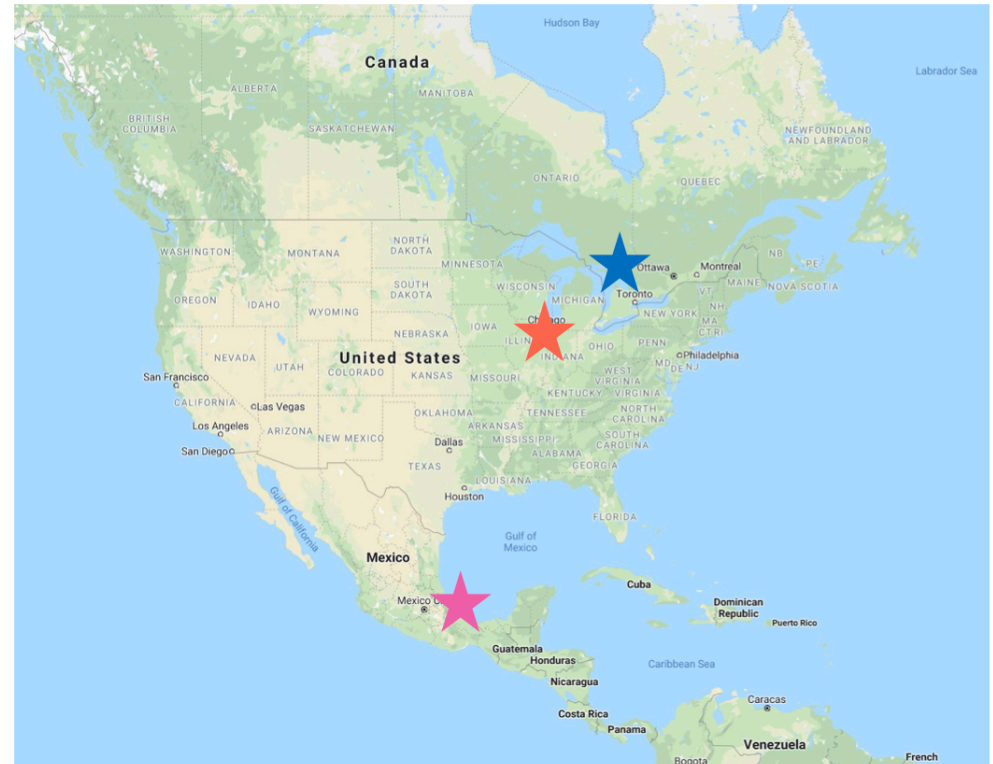 Hudson Bay
Labrador Sea
Canada
ALBERTA
MANITOBA
BRITISH
COLUMBIA
SASKATCHEWAN
NEWFOUNDLAND
AND LABRADOR
ONTARIO
QUEBEC
WASHINGTON
MONTANA
NORTH
DAKOTA
MINNESOTA
Ottawa
Montreal
NB
PE
MAINE
NOVA SCOTIA
OREGON
IDAHO
WYOMING
SOUTH
DAKOTA
WISCONSIN
MICHIGAN
Toronto
VT
NH
NEW YORK
MA
CT
RI
NEBRASKA
IOWA
OHIO
PENN
NEVADA
UTAH
United States
COLORADO
KANSAS
MISSOURI
INDIANA
WEST
VIRGINIA
MD
DE
NJ
Philadelphia
San Francisco
CALIFORNIA
Las Vegas
KENTUCKY
VIRGINIA
Los Angeles
ARIZONA
NEW MEXICO
OKLAHOMA
ARKANSAS
TENNESSEE
NORTH
CAROLINA
San Diego
Dallas
MISSISSIPPI
ALABAMA
SOUTH
CAROLINA
TEXAS
LOUISIANA
GEORGIA
Houston
Gulf of California
FLORIDA
Gulf of
Mexico
Mexico
Mexico
Cuba
Dominican
Republic
Puerto Rico
Guatemala
Honduras
Caribbean Sea
Nicaragua
Caracas
Costa Rica
Panama
Venezuela
Bogota
French